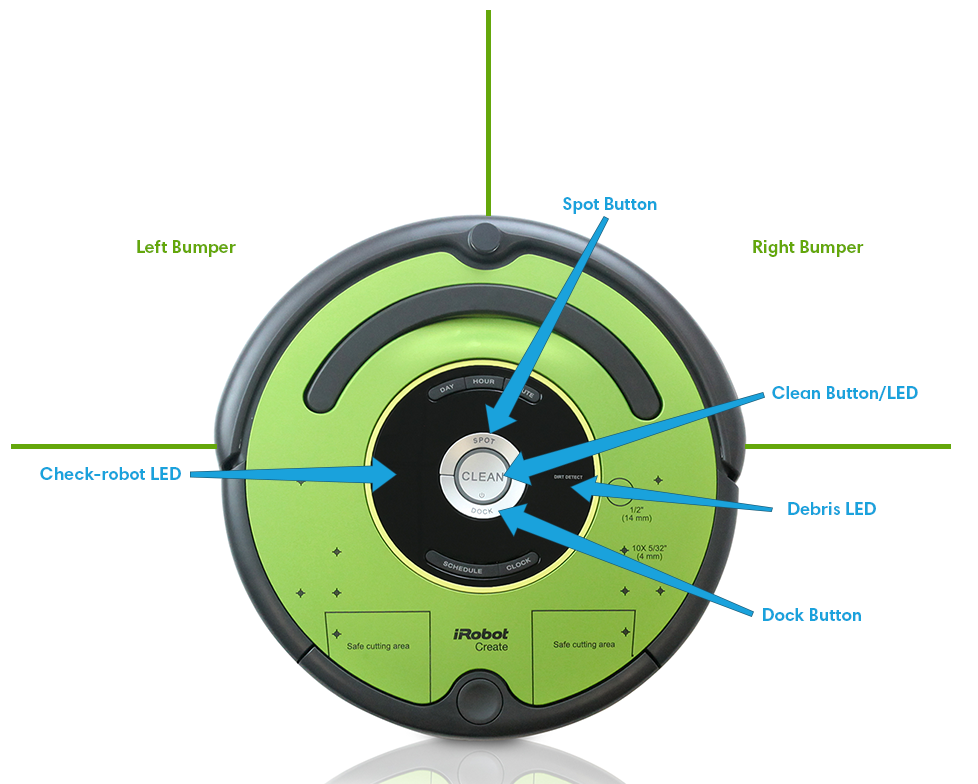 Spot Button
Left Bumper
Right Bumper
DAY
HOUR
Clean Button/LED
SPOT
Check-robot LED
CLEAN
DIRT DETECT
DOCK
1/2"
(14 mm)
Debris LED
10X 5/32"
(4 mm)
SCHEDULE
CLOCK
Dock Button
iRobot
Create
Safe cutting area
Safe cutting area